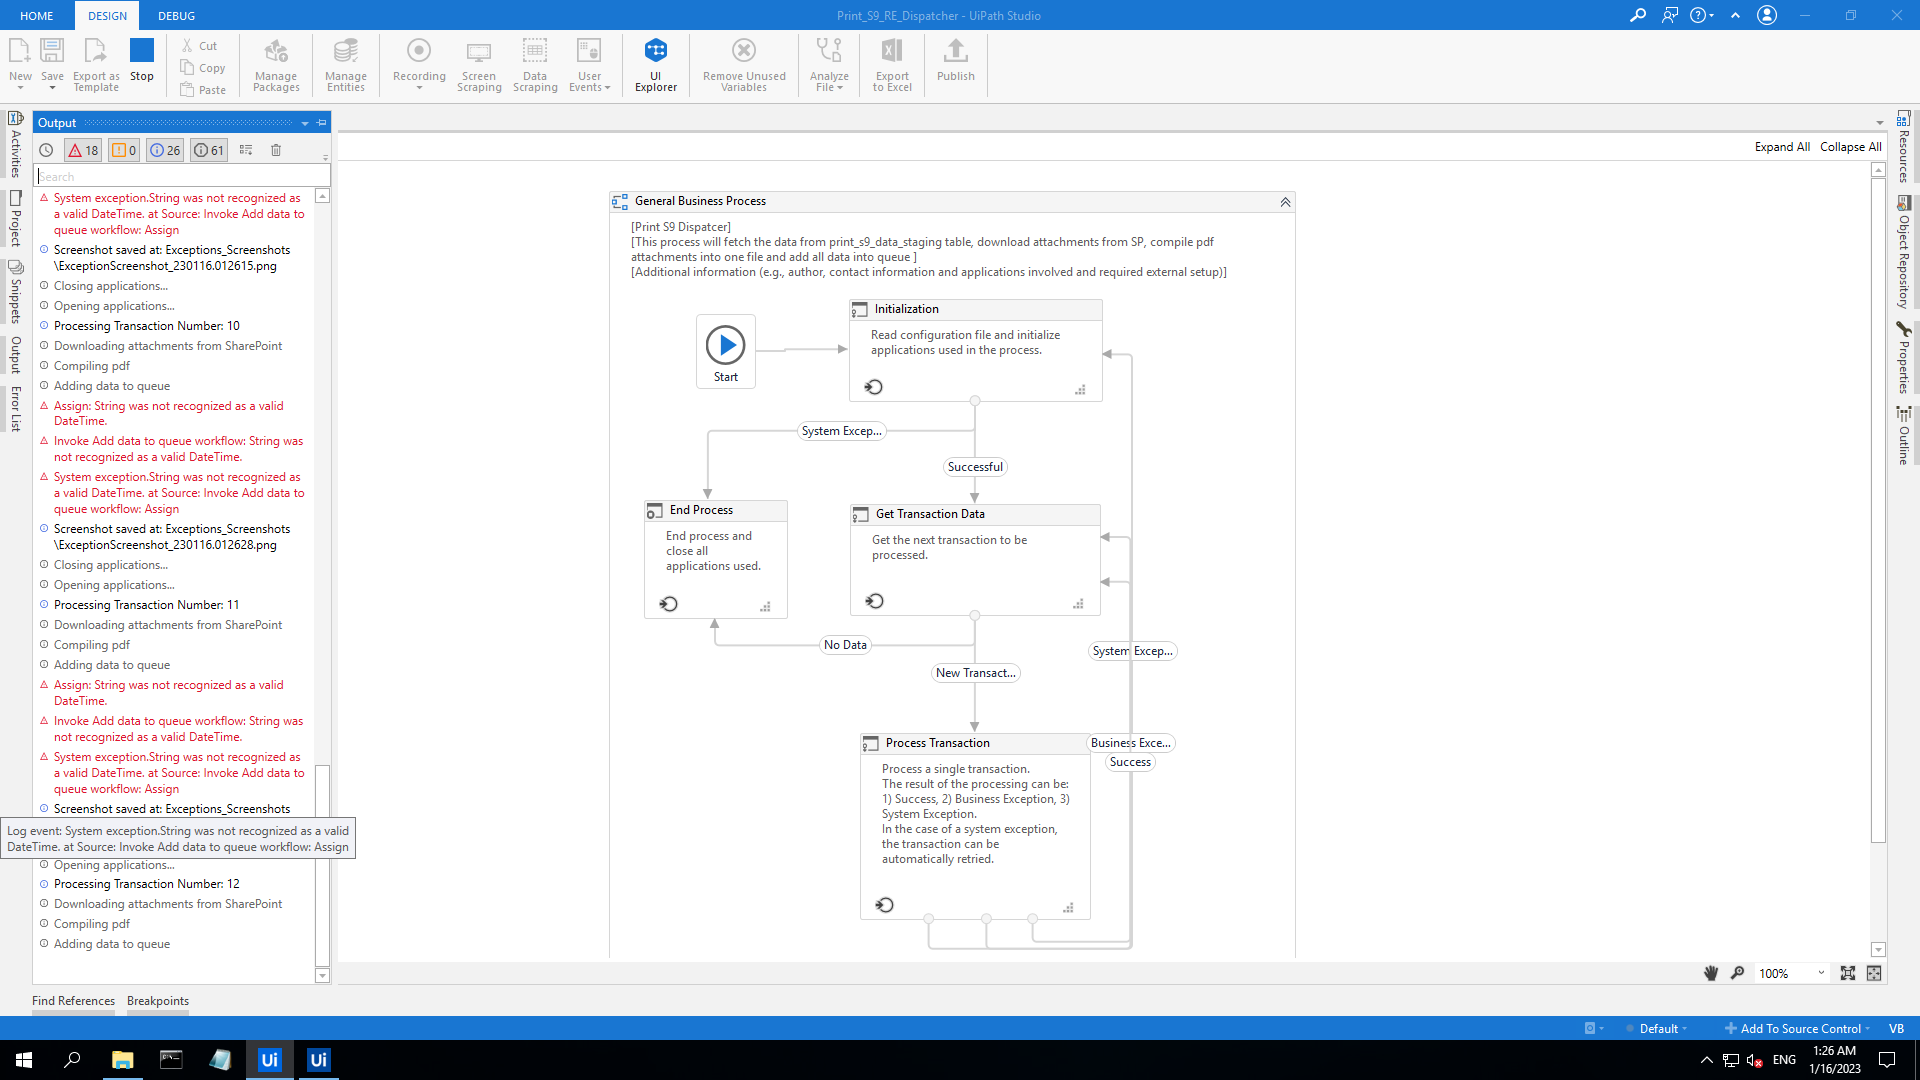 HOME
DESIGN
DEBUG
Print_S9_RE_Dispatcher - UiPath Studio
New
Save
Export as
Template
Stop
Cut
Copy
Paste
Manage
Packages
Manage
Entities
Recording
Screen
Scraping
Data
Scraping
User
Events
UI
Explorer
Remove Unused
Variables
Analyze
File
Export
to Excel
Publish
Activities
Project
Snippets
Output
Error List
Output
18
0
26
61
Search
System exception.String was not recognized as
a valid DateTime. at Source: Invoke Add data to
queue workflow: Assign
Screenshot saved at: Exceptions_Screenshots
\ExceptionScreenshot_230116.012615.png
Closing applications...
Opening applications...
Processing Transaction Number: 10
Downloading attachments from SharePoint
Compiling pdf
Adding data to queue
Assign: String was not recognized as a valid
DateTime.
Invoke Add data to queue workflow: String was
not recognized as a valid DateTime.
System exception.String was not recognized as
a valid DateTime. at Source: Invoke Add data to
queue workflow: Assign
Screenshot saved at: Exceptions_Screenshots
\ExceptionScreenshot_230116.012628.png
Closing applications...
Opening applications...
Processing Transaction Number: 11
Downloading attachments from SharePoint
Compiling pdf
Adding data to queue
Assign: String was not recognized as a valid
DateTime.
Invoke Add data to queue workflow: String was
not recognized as a valid DateTime.
System exception.String was not recognized as
a valid DateTime. at Source: Invoke Add data to
queue workflow: Assign
Screenshot saved at: Exceptions_Screenshots
Log event: System exception.String was not recognized as a valid
DateTime. at Source: Invoke Add data to queue workflow: Assign
Opening applications...
Processing Transaction Number: 12
Downloading attachments from SharePoint
Compiling pdf
Adding data to queue
Find References
Breakpoints
Expand All
Collapse All
General Business Process
[Print S9 Dispatcer]
[This process will fetch the data from print_s9_data_staging table, download attachments from SP, compile pdf
attachments into one file and add all data into queue ]
[Additional information (e.g., author, contact information and applications involved and required external setup)]
Start
Initialization
Read configuration file and initialize
applications used in the process.
System Excep...
Successful
End Process
End process and
close all
applications used.
Get Transaction Data
Get the next transaction to be
processed.
No Data
New Transact...
System Excep...
Process Transaction
Process a single transaction.
The result of the processing can be:
1) Success, 2) Business Exception, 3)
System Exception.
In the case of a system exception,
the transaction can be
automatically retried.
Business Exce...
Success
Resources
Object Repository
Properties
Outline
100%
Default
Add To Source Control
VB
Ui
Ui
ENG
1:26 AM
1/16/2023